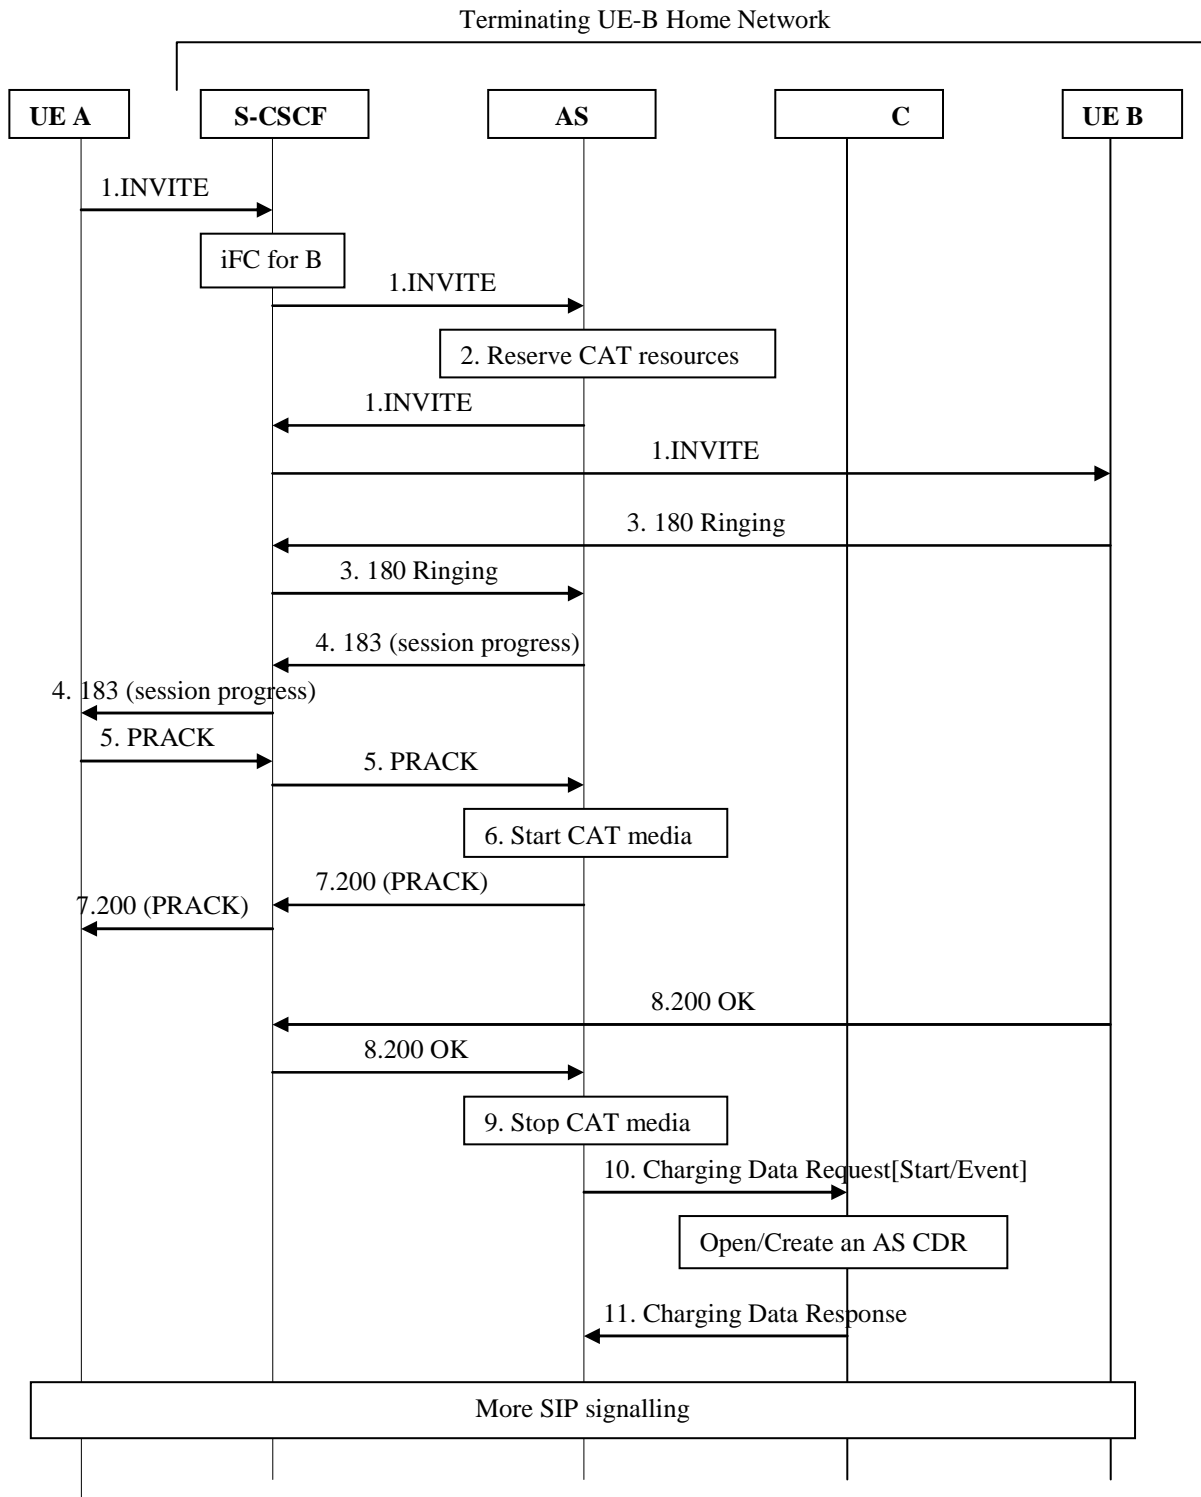 Terminating UE-B Home Network
UE A
S-CSCF
AS
C
UE B
1.INVITE
iFC for B
1.INVITE
2. Reserve CAT resources
1.INVITE
1.INVITE
3. 180 Ringing
3. 180 Ringing
4. 183 (session progress)
4. 183 (session progress)
5. PRACK
5. PRACK
6. Start CAT media
7.200 (PRACK)
7.200 (PRACK)
8.200 OK
8.200 OK
9. Stop CAT media
10. Charging Data Request[Start/Event]
Open/Create an AS CDR
11. Charging Data Response
More SIP signalling